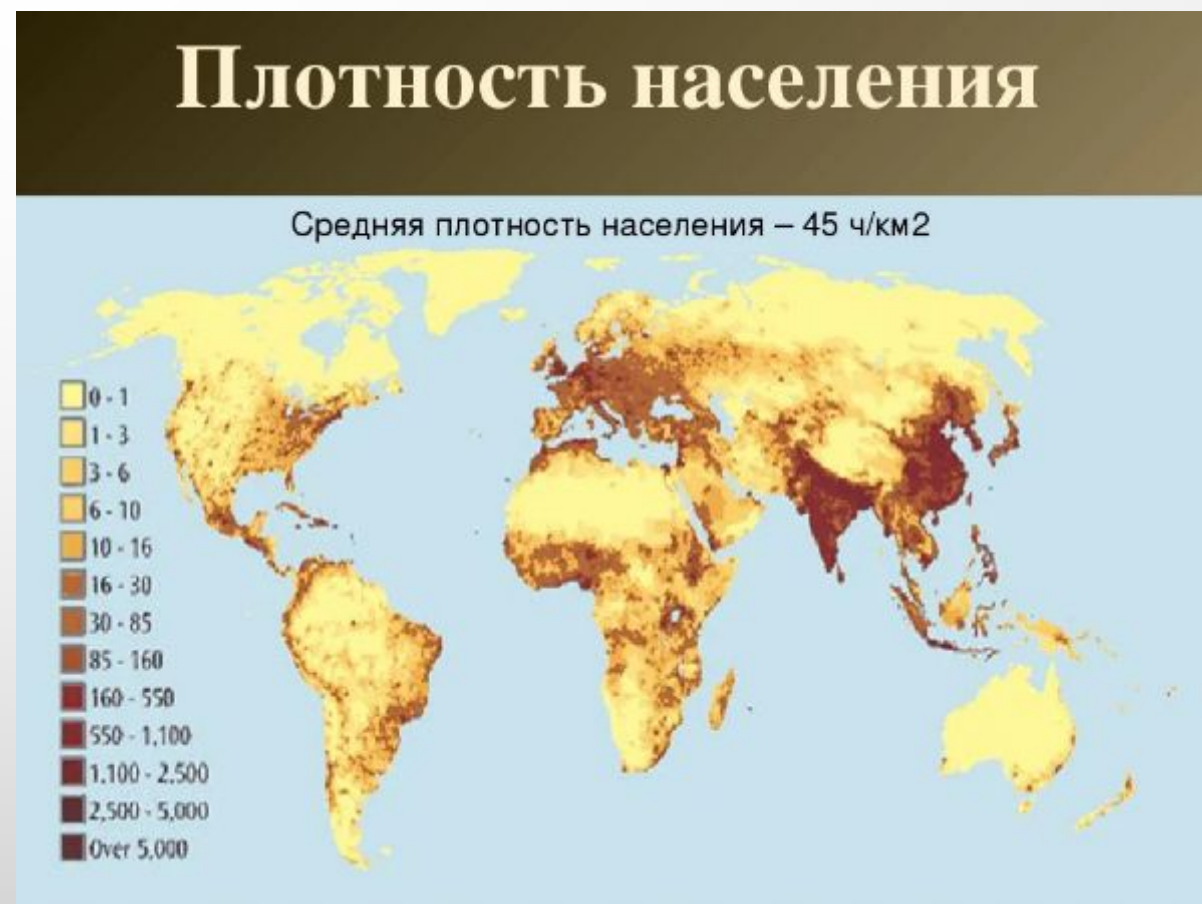 Плотность населения
Средняя плотность населения – 45 ч/км2
0 - 1
1 - 3
3 - 6
6 - 10
10 - 16
16 - 30
30 - 85
85 - 160
160 - 550
550 - 1,100
1,100 - 2,500
2,500 - 5,000
Over 5,000